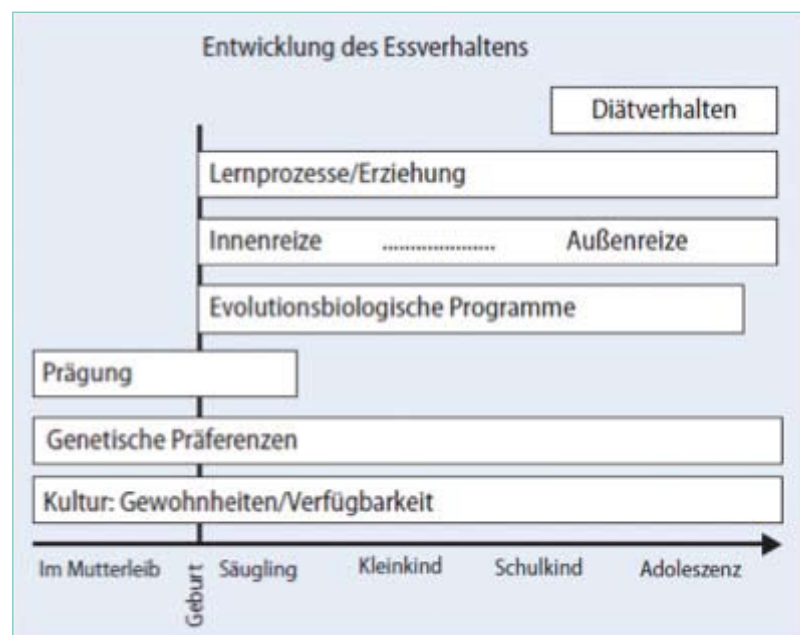 Entwicklung des Essverhaltens
Diätverhalten
Lernprozesse/Erziehung
Innenreize ...................... Außenreize
Evolutionsbiologische Programme
Prägung
Genetische Präferenzen
Kultur: Gewohnheiten/Verfügbarkeit
Im Mutterleib Geburt Säugling Kleinkind Schulkind Adoleszenz